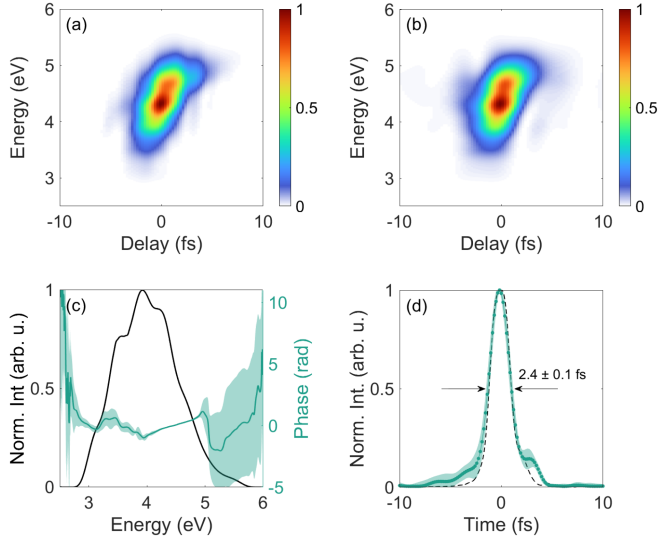 (a)
6
5
4
3
Energy (eV)
-10
0
10
Delay (fs)
1
0.5
0
(b)
6
5
4
3
Energy (eV)
-10
0
10
Delay (fs)
1
0.5
0
(c)
1
0.5
0
Norm. Int (arb. u.)
3
4
5
6
Energy (eV)
10
5
0
-5
Phase (rad)
(d)
1
0.5
0
Norm. Int. (arb. u.)
2.4 ± 0.1 fs
-10
0
10
Time (fs)